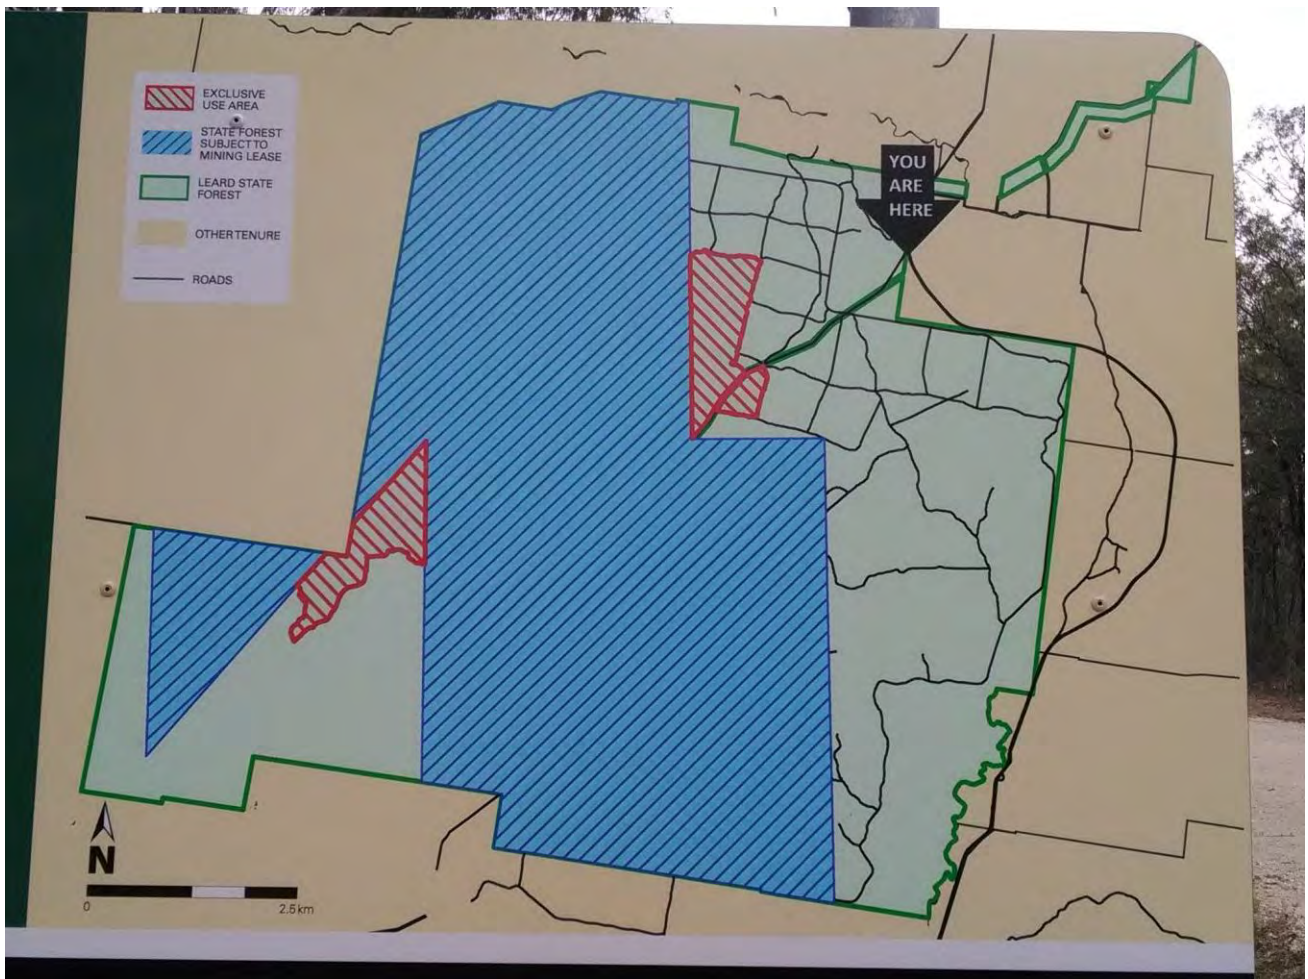 EXCLUSIVE
USE AREA
STATE FOREST
SUBJECT TO
MINING LEASE
LEARD STATE
FOREST
OTHER TENURE
ROADS
YOU
ARE
HERE
N
0
2.5km